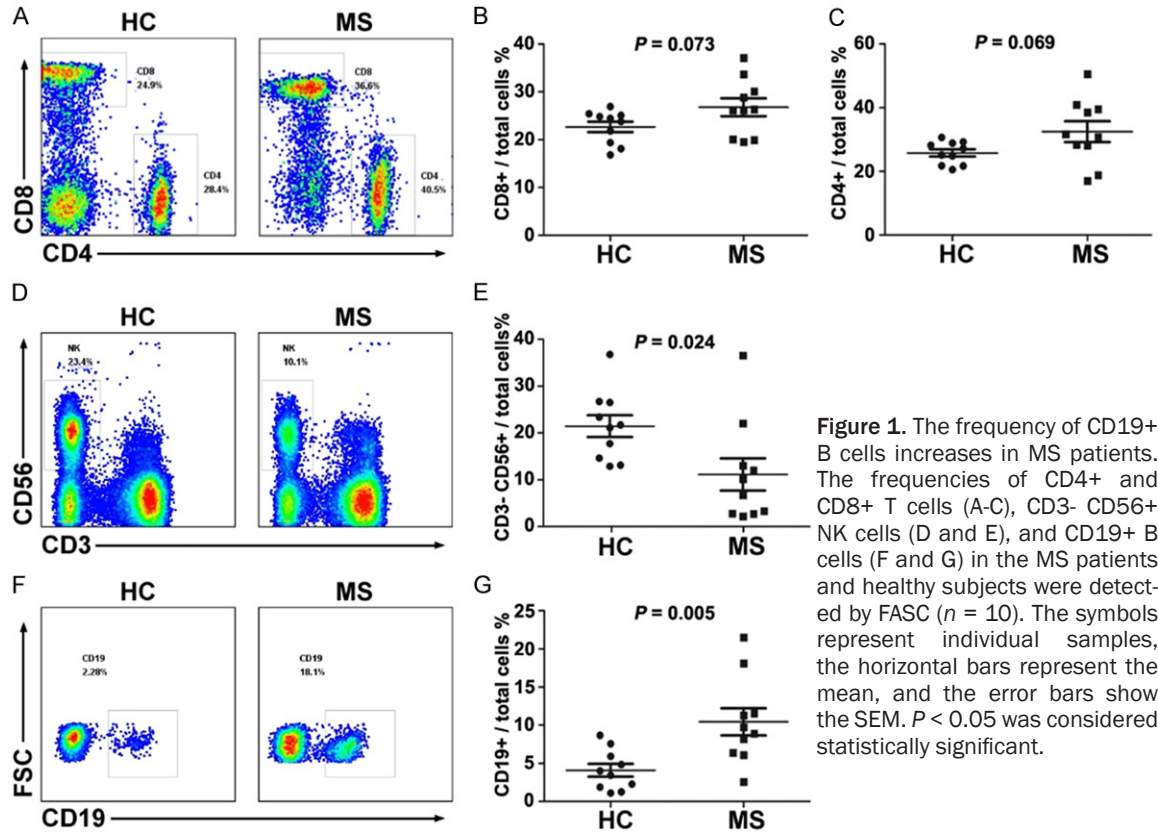 A
HC
MS
CD8
24.9%
CD4
28.4%
CD8
36.6%
CD4
40.5%
CD8
CD4
B
P = 0.073
CD8+ / total cells %
40
30
20
10
0
HC
MS
C
P = 0.069
CD4+ / total cells %
60
40
20
0
HC
MS
D
HC
MS
NK
23.4%
NK
10.1%
CD56
CD3
E
P = 0.024
CD3- CD56+ / total cells%
40
30
20
10
0
HC
MS
F
HC
MS
CD19
2.28%
CD19
18.1%
FSC
CD19
G
P = 0.005
CD19+ / total cells %
25
20
15
10
5
0
HC
MS
Figure 1. The frequency of CD19+
B cells increases in MS patients.
The frequencies of CD4+ and
CD8+ T cells (A-C), CD3- CD56+
NK cells (D and E), and CD19+ B
cells (F and G) in the MS patients
and healthy subjects were detect-
ed by FASC (n = 10). The symbols
represent individual samples,
the horizontal bars represent the
mean, and the error bars show
the SEM. P < 0.05 was considered
statistically significant.